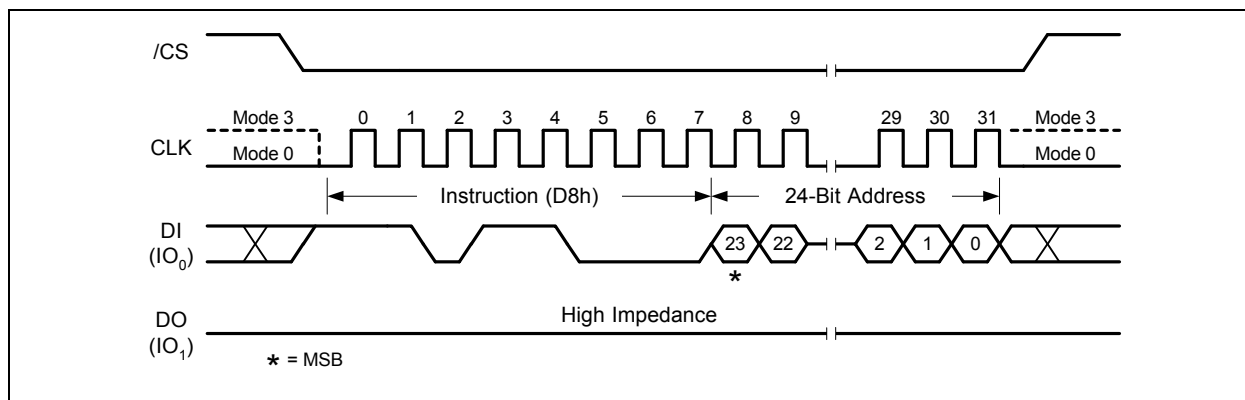 /CS
Mode 3 0 1 2 3 4 5 6 7 8 9 29 30 31 Mode 3
CLK
Mode 0 Mode 0
Instruction (D8h) 24-Bit Address
DI
(IO₀)
23 22 2 1 0
*
High Impedance
DO
(IO₁)
* = MSB